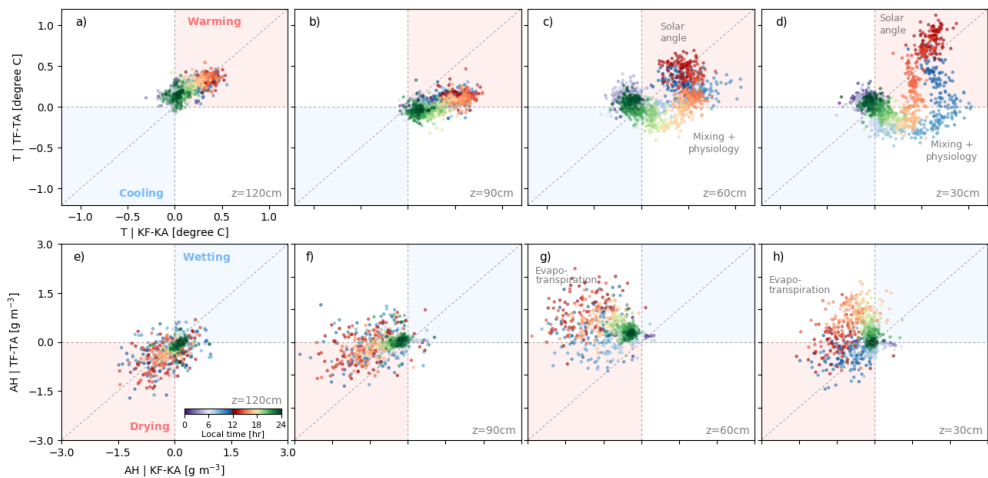 a)
Warming
Cooling
z=120cm
b)
z=90cm
c)
Solar
angle
Mixing +
physiology
z=60cm
d)
Solar
angle
Mixing +
physiology
z=30cm
T | TF-TA [degree C]
1.0
0.5
0.0
−0.5
−1.0
−1.0
−0.5
0.0
0.5
1.0
T | KF-KA [degree C]
e)
Wetting
z=120cm
Drying
0
6
12
18
24
Local time [hr]
f)
z=90cm
g)
Evapo-
transpiration
z=60cm
h)
Evapo-
transpiration
z=30cm
AH | TF-TA [g m⁻³]
3.0
1.5
0.0
−1.5
−3.0
−3.0
−1.5
0.0
1.5
3.0
AH | KF-KA [g m⁻³]